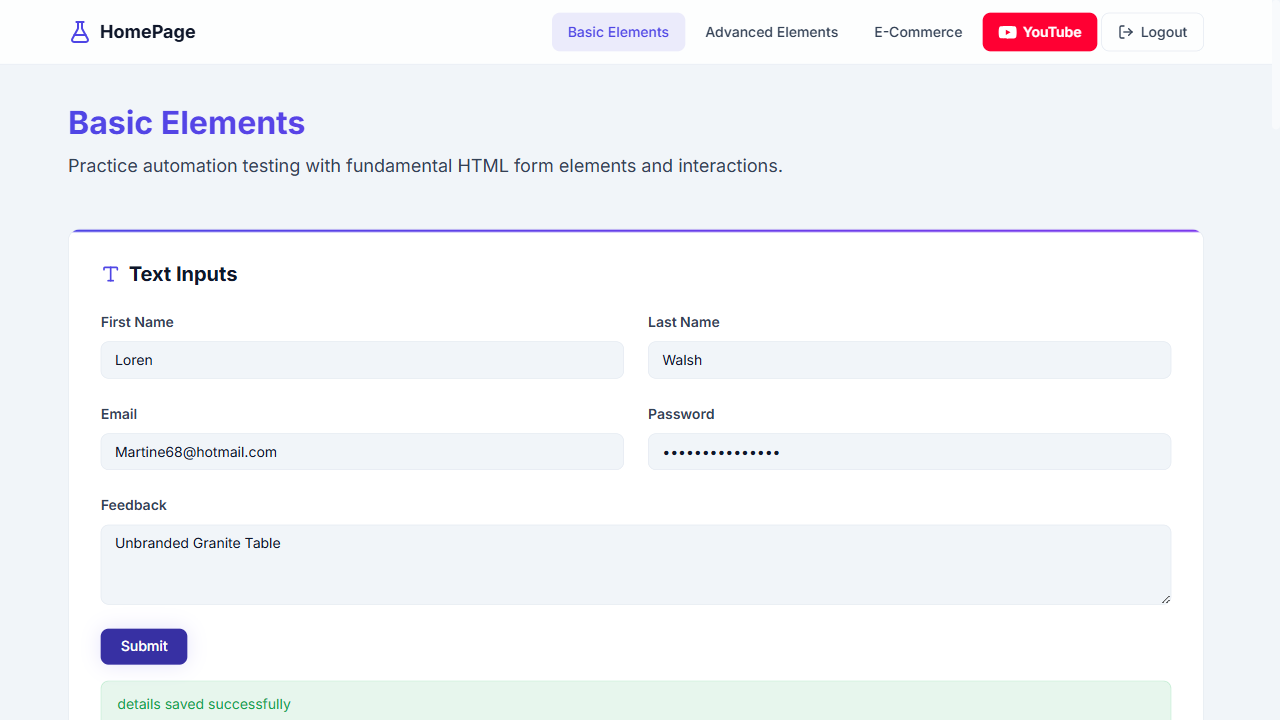 HomePage
Basic Elements
Advanced Elements
E-Commerce
YouTube
Logout
Basic Elements
Practice automation testing with fundamental HTML form elements and interactions.
Text Inputs
First Name
Last Name
Loren
Walsh
Email
Password
Martine68@hotmail.com
•••••••••••••••
Feedback
Unbranded Granite Table
Submit
details saved successfully